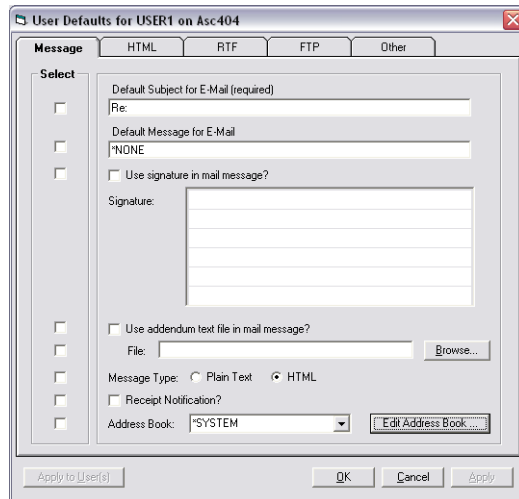 User Defaults for USER1 on Asc404
Message HTML RTF FTP Other
Select
Default Subject for E-Mail (required)
Re:
Default Message for E-Mail
*NONE
Use signature in mail message?
Signature:
Use addendum text file in mail message?
File: Browse...
Message Type: Plain Text HTML
Receipt Notification?
Address Book: *SYSTEM Edit Address Book ...
Apply to User(s) OK Cancel Apply